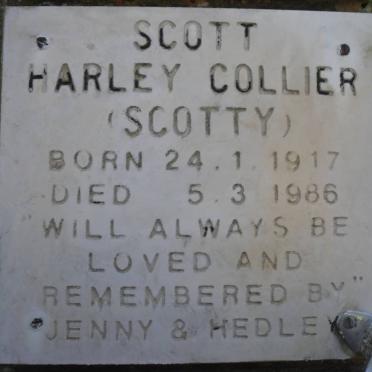 SCOTT
HARLEY COLLIER
(SCOTTY)
BORN 24.1.1917
DIED 5.3 1986
"WILL ALWAYS BE
LOVED AND
REMEMBERED BY"
JENNY & HEDLEY